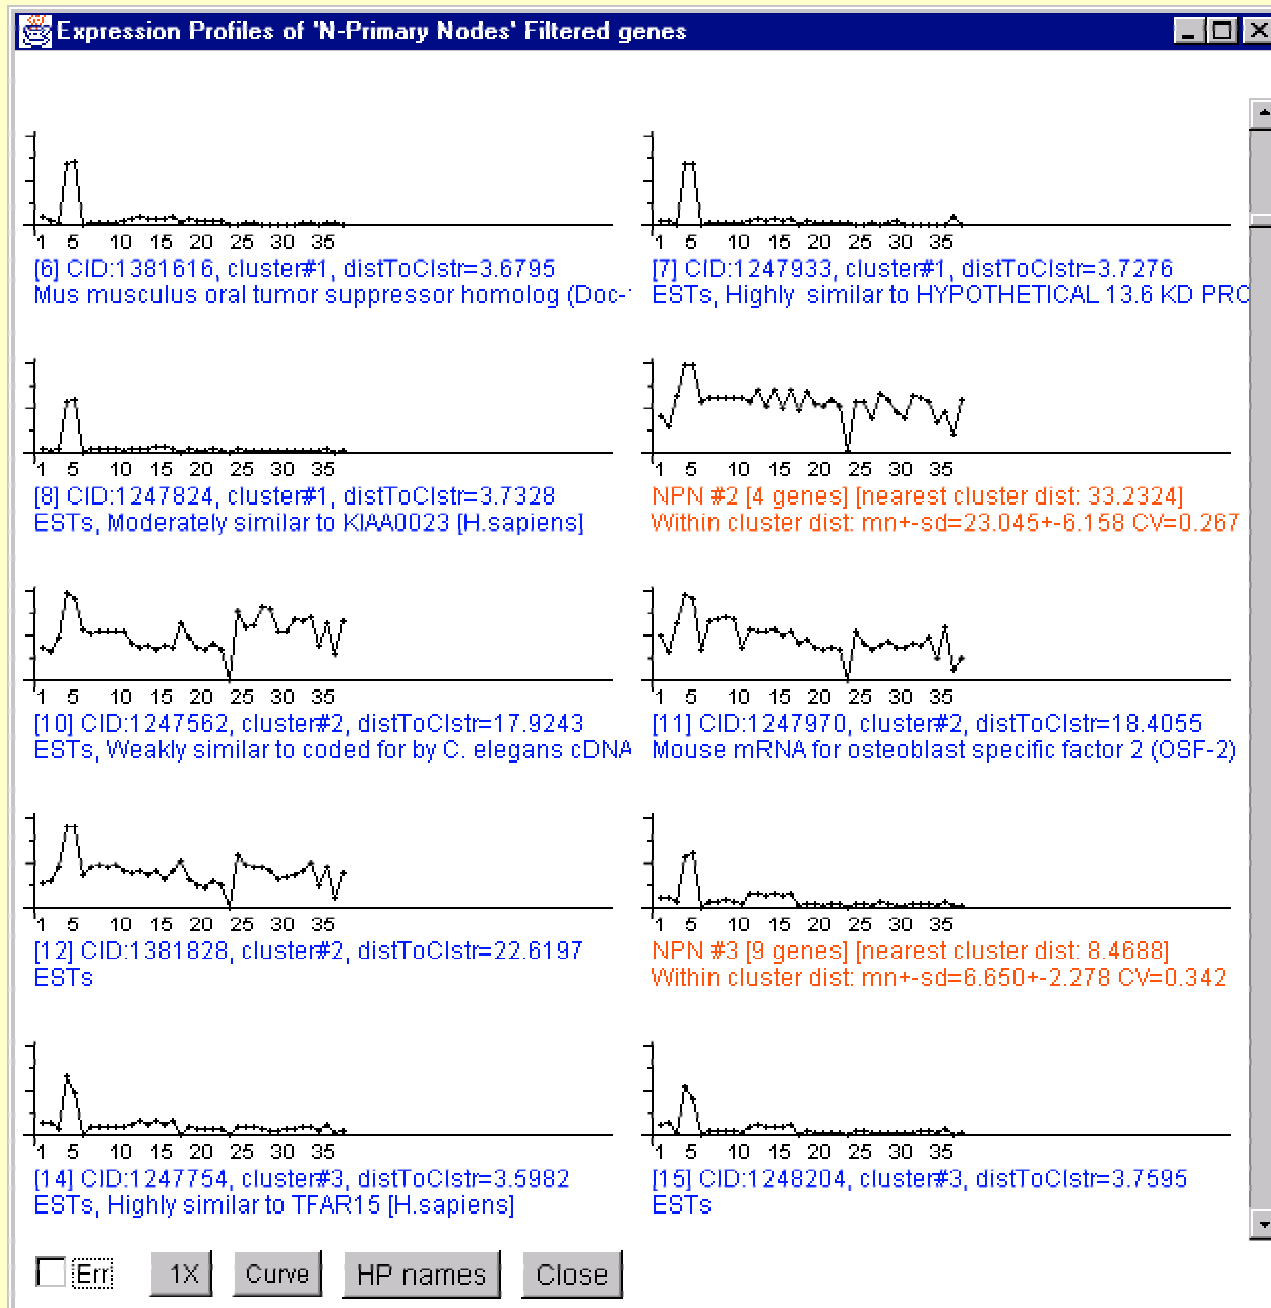 Expression Profiles of 'N-Primary Nodes' Filtered genes
1 5 10 15 20 25 30 35
[6] CID:1381616, cluster#1, distToClstr=3.6795
Mus musculus oral tumor suppressor homolog (Doc-
1 5 10 15 20 25 30 35
[7] CID:1247933, cluster#1, distToClstr=3.7276
ESTs, Highly similar to HYPOTHETICAL 13.6 KD PRO
1 5 10 15 20 25 30 35
[8] CID:1247824, cluster#1, distToClstr=3.7328
ESTs, Moderately similar to KIAA0023 [H.sapiens]
1 5 10 15 20 25 30 35
NPN #2 [4 genes] [nearest cluster dist: 33.2324]
Within cluster dist: mn+-sd=23.045+-6.158 CV=0.267
1 5 10 15 20 25 30 35
[10] CID:1247562, cluster#2, distToClstr=17.9243
ESTs, Weakly similar to coded for by C. elegans cDNA
1 5 10 15 20 25 30 35
[11] CID:1247970, cluster#2, distToClstr=18.4055
Mouse mRNA for osteoblast specific factor 2 (OSF-2)
1 5 10 15 20 25 30 35
[12] CID:1381828, cluster#2, distToClstr=22.6197
ESTs
1 5 10 15 20 25 30 35
NPN #3 [9 genes] [nearest cluster dist: 8.4688]
Within cluster dist: mn+-sd=6.650+-2.278 CV=0.342
1 5 10 15 20 25 30 35
[14] CID:1247754, cluster#3, distToClstr=3.5982
ESTs, Highly similar to TFAR15 [H.sapiens]
1 5 10 15 20 25 30 35
[15] CID:1248204, cluster#3, distToClstr=3.7595
ESTs
Err 1X Curve HP names Close